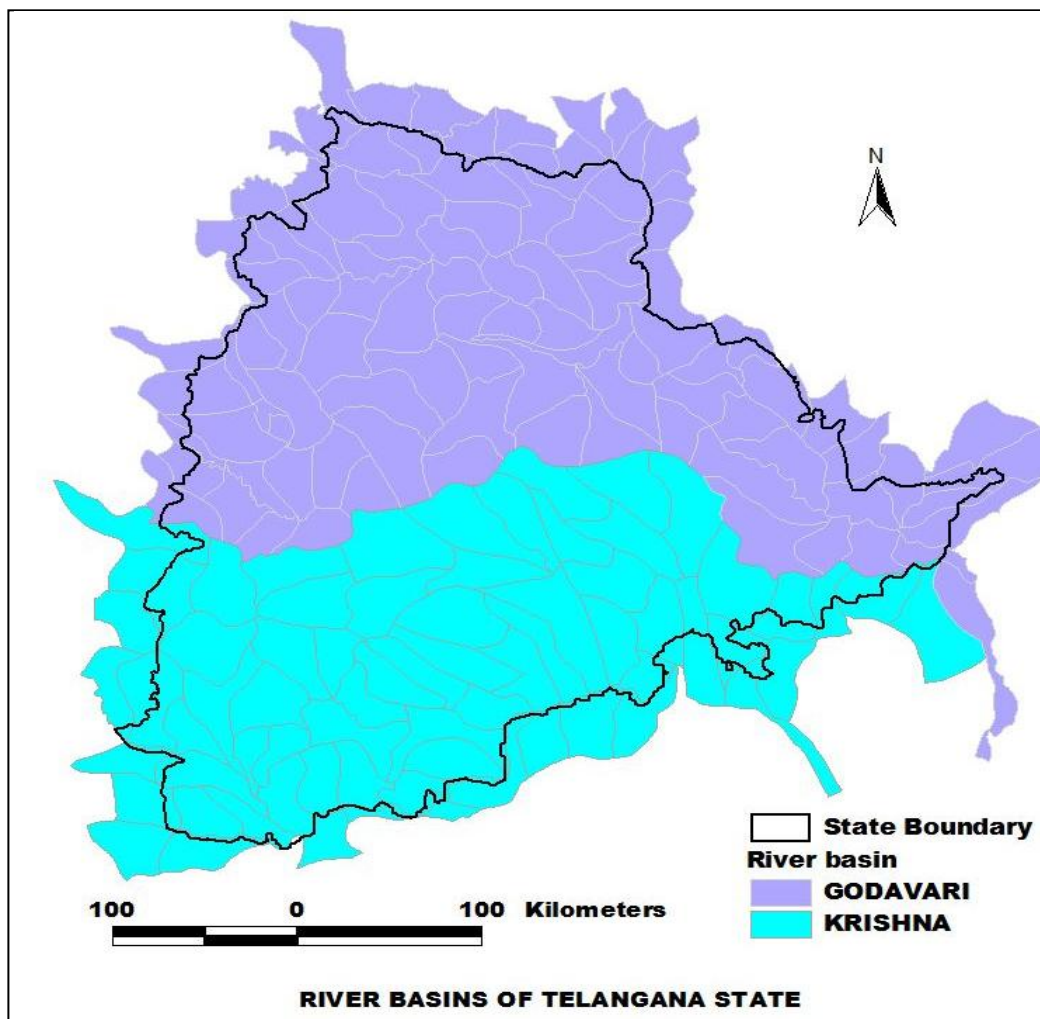 N
State Boundary
River basin
GODAVARI
KRISHNA
100 0 100 Kilometers
RIVER BASINS OF TELANGANA STATE